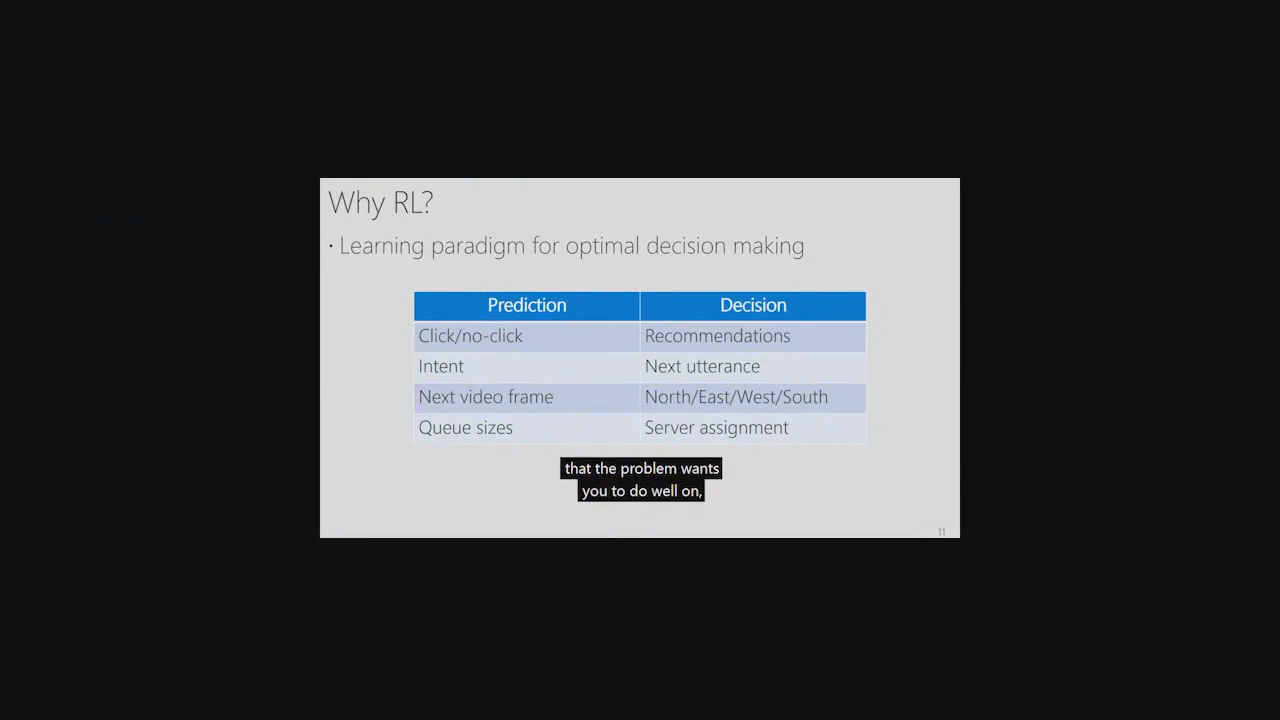 Why RL?
· Learning paradigm for optimal decision making
Prediction Decision
Click/no-click Recommendations
Intent Next utterance
Next video frame North/East/West/South
Queue sizes Server assignment
that the problem wants
you to do well on,
11